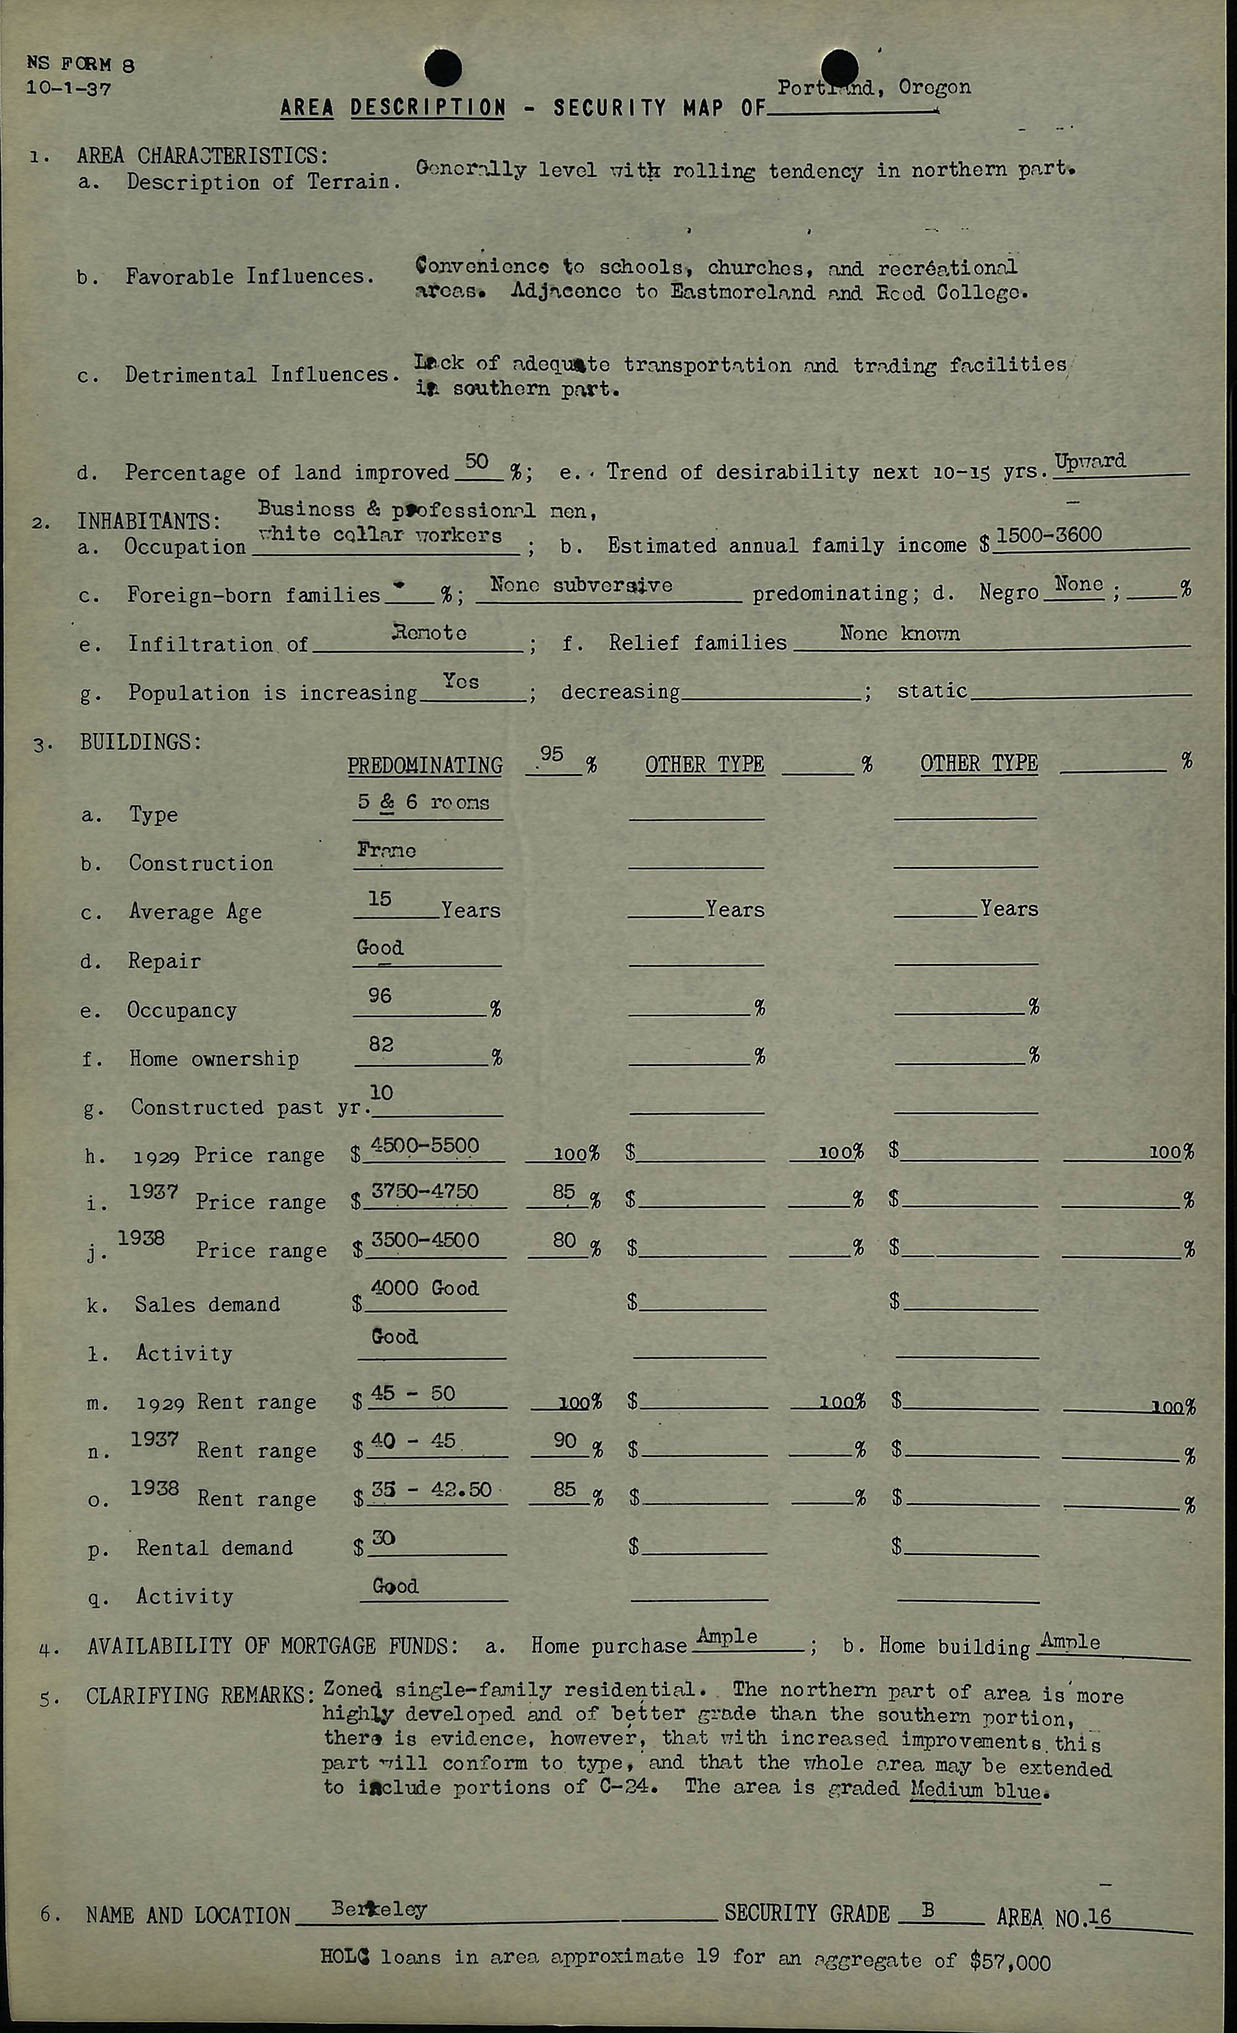 NS FORM 8
10-1-37
Portland, Oregon
AREA DESCRIPTION - SECURITY MAP OF
1. AREA CHARACTERISTICS:
a. Description of Terrain. Generally level with rolling tendency in northern part.
b. Favorable Influences. Convenience to schools, churches, and recreational
areas. Adjacence to Eastmoreland and Reed College.
c. Detrimental Influences. Lack of adequate transportation and trading facilities
in southern part.
d. Percentage of land improved 50 %; e. Trend of desirability next 10-15 yrs. Upward
2. INHABITANTS: Business & professional men,
a. Occupation white collar workers ; b. Estimated annual family income $ 1500-3600
c. Foreign-born families - %; None subversive predominating; d. Negro None ; %
e. Infiltration of Remote ; f. Relief families None known
g. Population is increasing Yes ; decreasing ; static
3. BUILDINGS:
PREDOMINATING 95 % OTHER TYPE % OTHER TYPE %
a. Type 5 & 6 rooms
b. Construction Frame
c. Average Age 15 Years Years Years
d. Repair Good
e. Occupancy 96 % % %
f. Home ownership 82 % % %
g. Constructed past yr. 10
h. 1929 Price range $ 4500-5500 100% $ 100% $ 100%
i. 1937 Price range $ 3750-4750 85 % $ % $ %
j. 1938 Price range $ 3500-4500 80 % $ % $ %
k. Sales demand $ 4000 Good $ $
l. Activity Good
m. 1929 Rent range $ 45 - 50 100% $ 100% $ 100%
n. 1937 Rent range $ 40 - 45 90 % $ % $ %
o. 1938 Rent range $ 35 - 42.50 85 % $ % $ %
p. Rental demand $ 30 $ $
q. Activity Good
4. AVAILABILITY OF MORTGAGE FUNDS: a. Home purchase Ample ; b. Home building Ample
5. CLARIFYING REMARKS: Zoned single-family residential. The northern part of area is more
highly developed and of better grade than the southern portion,
there is evidence, however, that with increased improvements this
part will conform to type, and that the whole area may be extended
to include portions of C-24. The area is graded Medium blue.
6. NAME AND LOCATION Berkeley SECURITY GRADE B AREA NO. 16
HOLC loans in area approximate 19 for an aggregate of $57,000